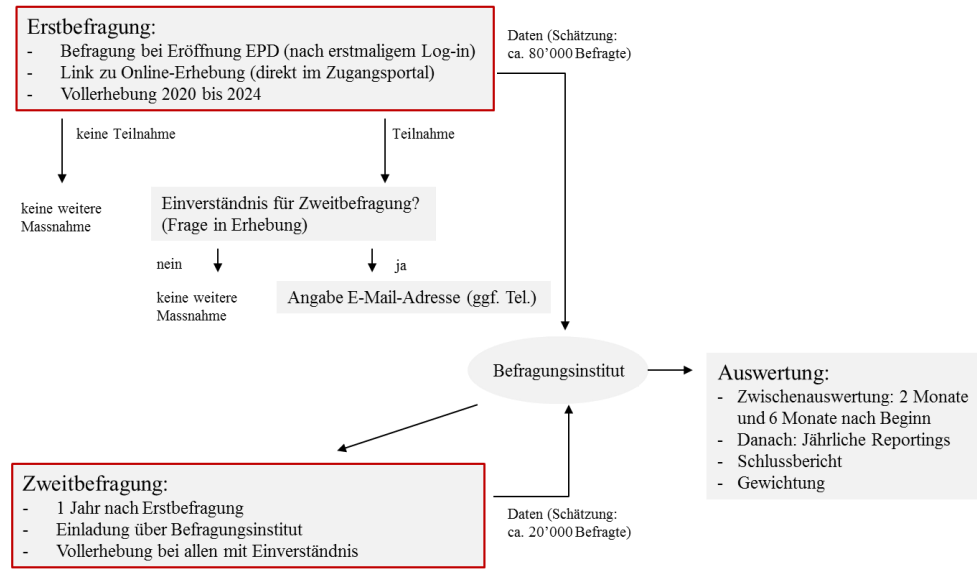 Erstbefragung:
- Befragung bei Eröffnung EPD (nach erstmaligem Log-in)
- Link zu Online-Erhebung (direkt im Zugangsportal)
- Vollerhebung 2020 bis 2024
Daten (Schätzung:
ca. 80’000 Befragte)
keine Teilnahme
Teilnahme
keine weitere
Massnahme
Einverständnis für Zweitbefragung?
(Frage in Erhebung)
nein
ja
keine weitere
Massnahme
Angabe E-Mail-Adresse (ggf. Tel.)
Befragungsinstitut
Auswertung:
- Zwischenauswertung: 2 Monate
und 6 Monate nach Beginn
- Danach: Jährliche Reportings
- Schlussbericht
- Gewichtung
Zweitbefragung:
- 1 Jahr nach Erstbefragung
- Einladung über Befragungsinstitut
- Vollerhebung bei allen mit Einverständnis
Daten (Schätzung:
ca. 20’000 Befragte)